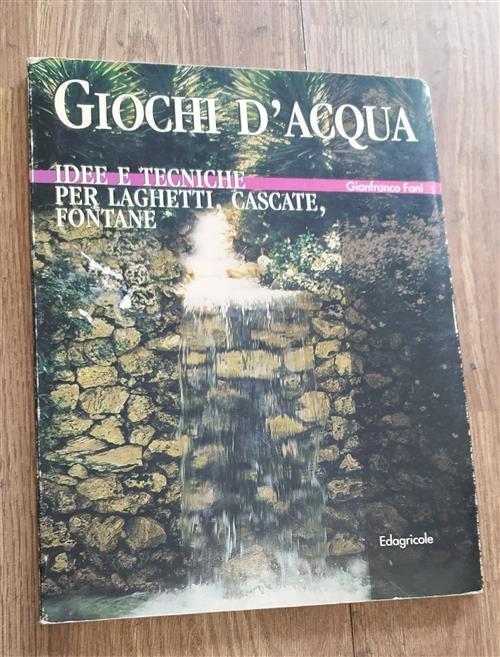 GIOCHI D'ACQUA
IDEE E TECNICHE
PER LAGHETTI, CASCATE,
FONTANE
Gianfranco Fani
Edagricole